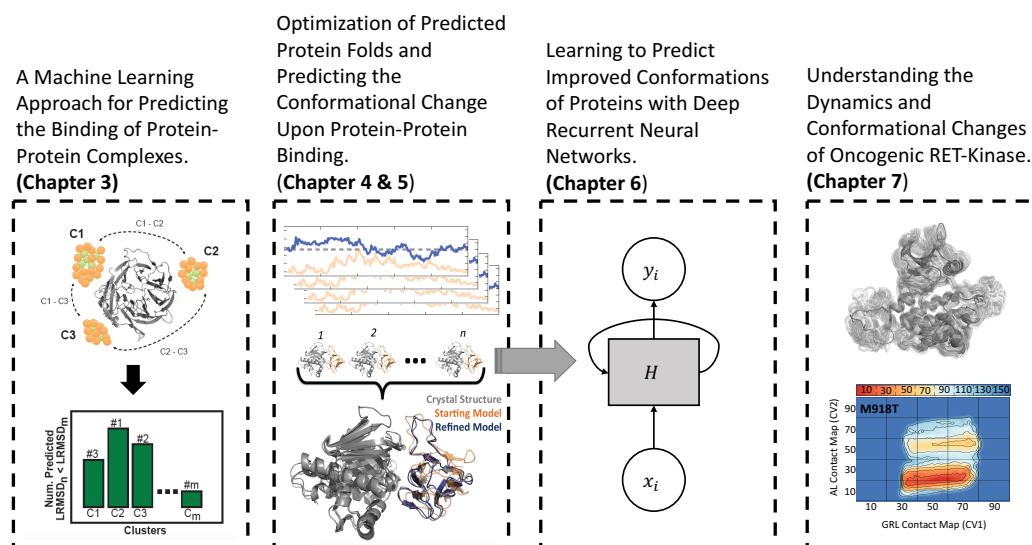 A Machine Learning
Approach for Predicting
the Binding of Protein-
Protein Complexes.
(Chapter 3)
C1 - C2
C1
C2
C1 - C3
C3
C2 - C3
Num. Predicted
LRMSDn < LRMSDm
#3
#1
#2
#m
C1
C2
C3
Cm
Clusters
Optimization of Predicted
Protein Folds and
Predicting the
Conformational Change
Upon Protein-Protein
Binding.
(Chapter 4 & 5)
1
2
n
Crystal Structure
Starting Model
Refined Model
Learning to Predict
Improved Conformations
of Proteins with Deep
Recurrent Neural
Networks.
(Chapter 6)
yi
H
xi
Understanding the
Dynamics and
Conformational Changes
of Oncogenic RET-Kinase.
(Chapter 7)
10 30 50 70 90 110 130 150
M918T
AL Contact Map (CV2)
90
70
50
30
10
10 30 50 70 90
GRL Contact Map (CV1)